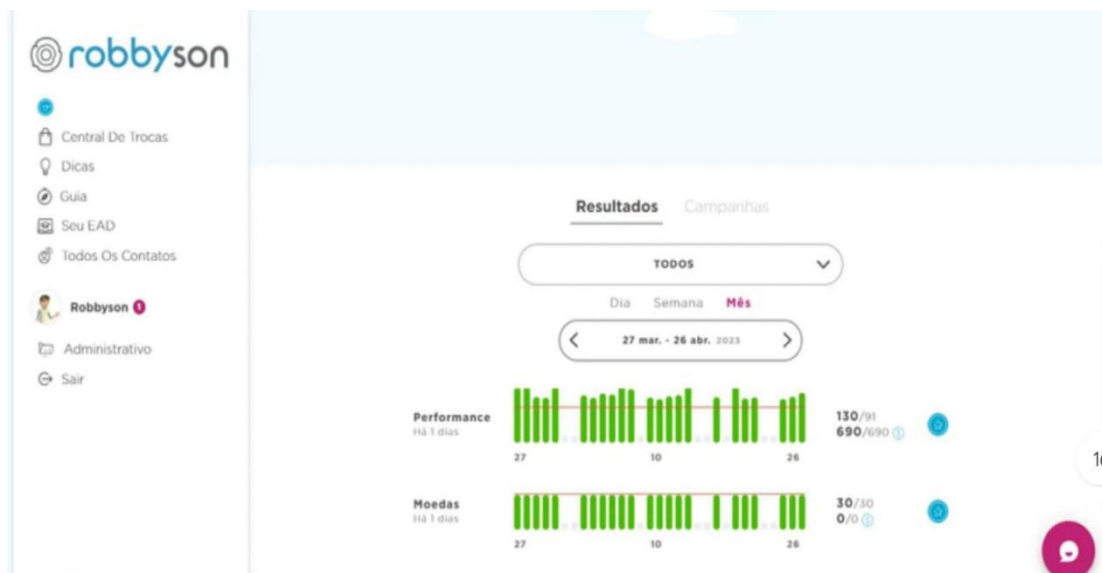 robbyson
Central De Trocas
Dicas
Guia
Seu EAD
Todos Os Contatos
Robbyson 1
Administrativo
Sair
Resultados Campanhas
TODOS
Dia Semana Mês
27 mar. - 26 abr. 2023
Performance
Há 1 dias
130/91
690/690
27 10 26
Moedas
Há 1 dias
30/30
0/0
27 10 26